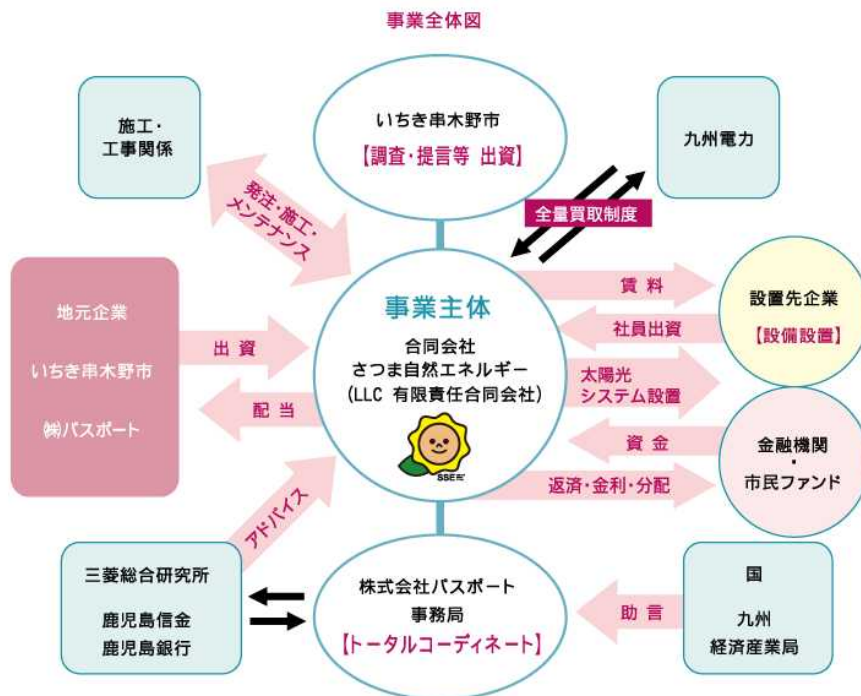 事業全体図
施工・
工事関係
いちき串木野市
【調査・提言等 出資】
九州電力
発注・施工・
メンテナンス
全量買取制度
地元企業
いちき串木野市
㈱パスポート
出 資
配 当
事業主体
合同会社
さつま自然エネルギー
(LLC 有限責任合同会社)
SSE
賃 料
社員出資
太陽光
システム設置
資 金
返済・金利・分配
設置先企業
【設備設置】
金融機関
・
市民ファンド
アドバイス
三菱総合研究所
鹿児島信金
鹿児島銀行
株式会社パスポート
事務局
【トータルコーディネート】
助 言
国
九州
経済産業局